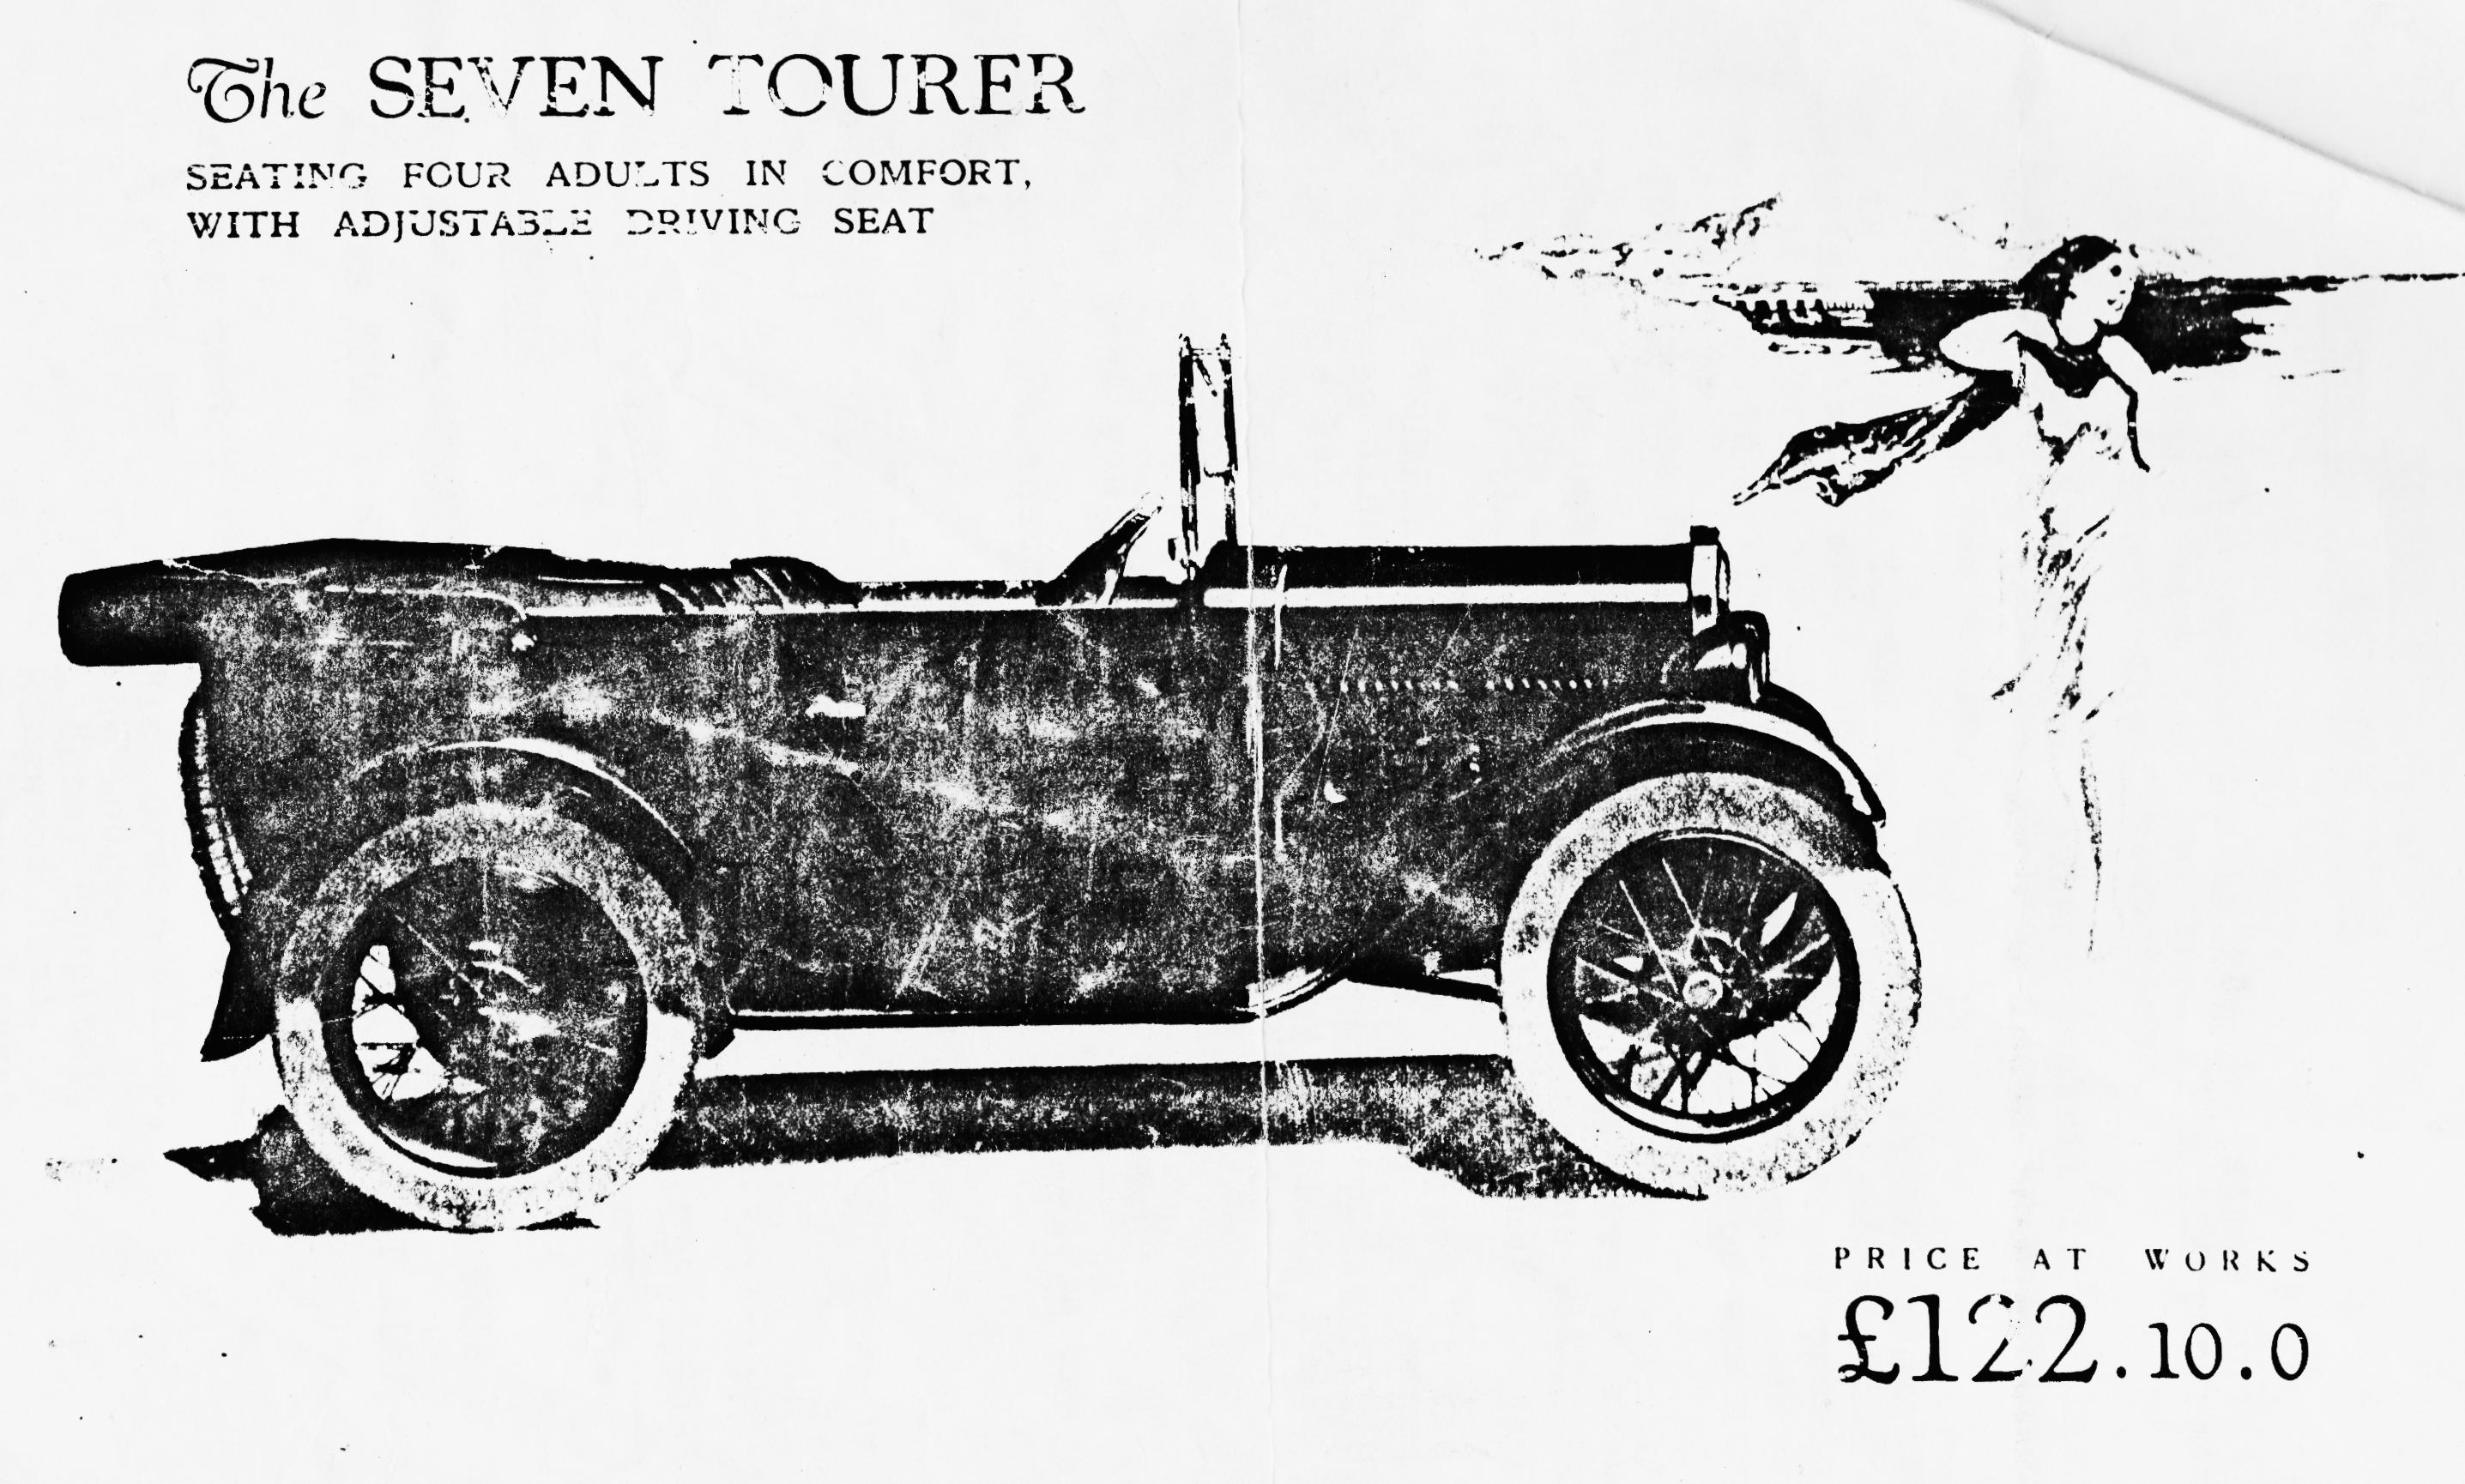 The SEVEN TOURER
SEATING FOUR ADULTS IN COMFORT,
WITH ADJUSTABLE DRIVING SEAT
PRICE AT WORKS
£122.10.0